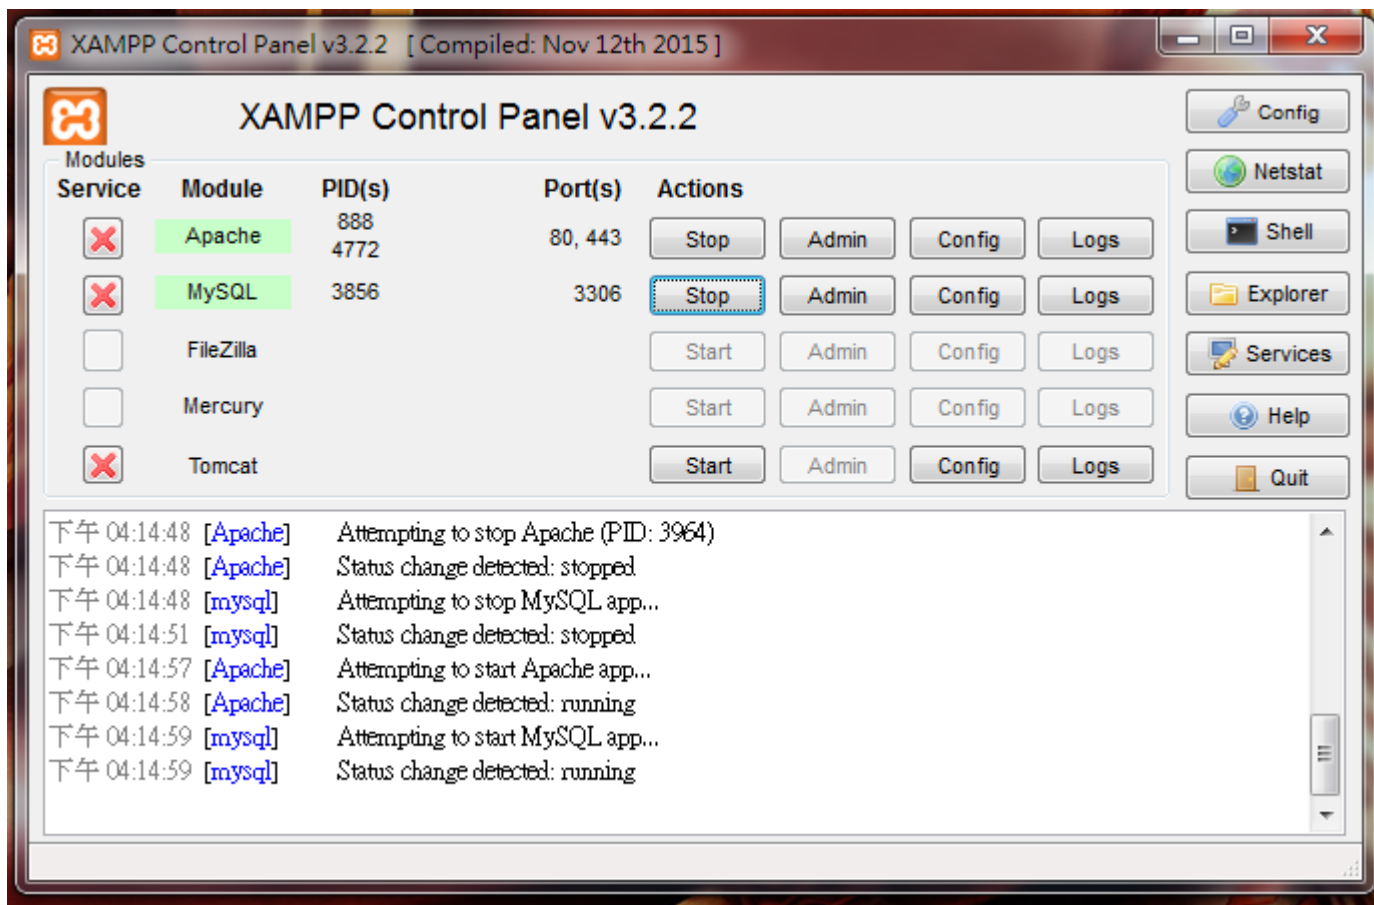 XAMPP Control Panel v3.2.2 [ Compiled: Nov 12th 2015 ]
XAMPP Control Panel v3.2.2
Config
Modules
Service Module PID(s) Port(s) Actions
Netstat
Apache 888 4772 80, 443 Stop Admin Config Logs
Shell
MySQL 3856 3306 Stop Admin Config Logs
Explorer
FileZilla Start Admin Config Logs
Services
Mercury Start Admin Config Logs
Help
Tomcat Start Admin Config Logs
Quit
下午 04:14:48 [Apache] Attempting to stop Apache (PID: 3964)
下午 04:14:48 [Apache] Status change detected: stopped
下午 04:14:48 [mysql] Attempting to stop MySQL app...
下午 04:14:51 [mysql] Status change detected: stopped
下午 04:14:57 [Apache] Attempting to start Apache app...
下午 04:14:58 [Apache] Status change detected: running
下午 04:14:59 [mysql] Attempting to start MySQL app...
下午 04:14:59 [mysql] Status change detected: running